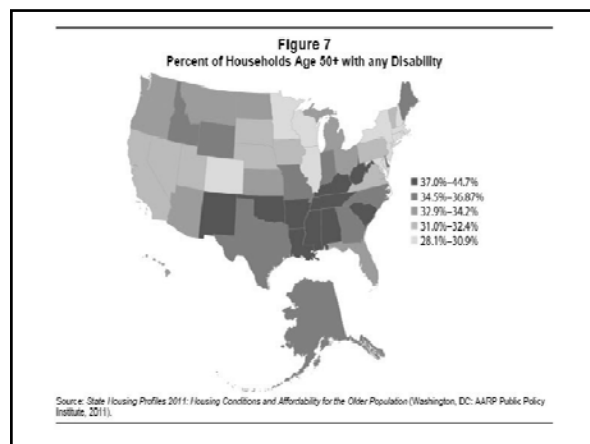 Figure 7
Percent of Households Age 50+ with any Disability
37.0%–44.7%
34.5%–36.87%
32.9%–34.2%
31.0%–32.4%
28.1%–30.9%
Source: State Housing Profiles 2011: Housing Conditions and Affordability for the Older Population (Washington, DC: AARP Public Policy
Institute, 2011).